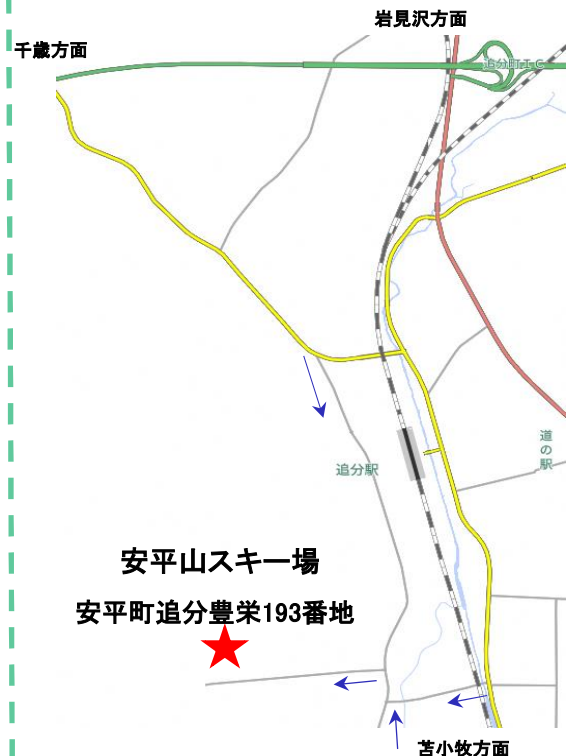 岩見沢方面
千歳方面
追分町IC
道の駅
追分駅
安平山スキー場
安平町追分豊栄193番地
苫小牧方面